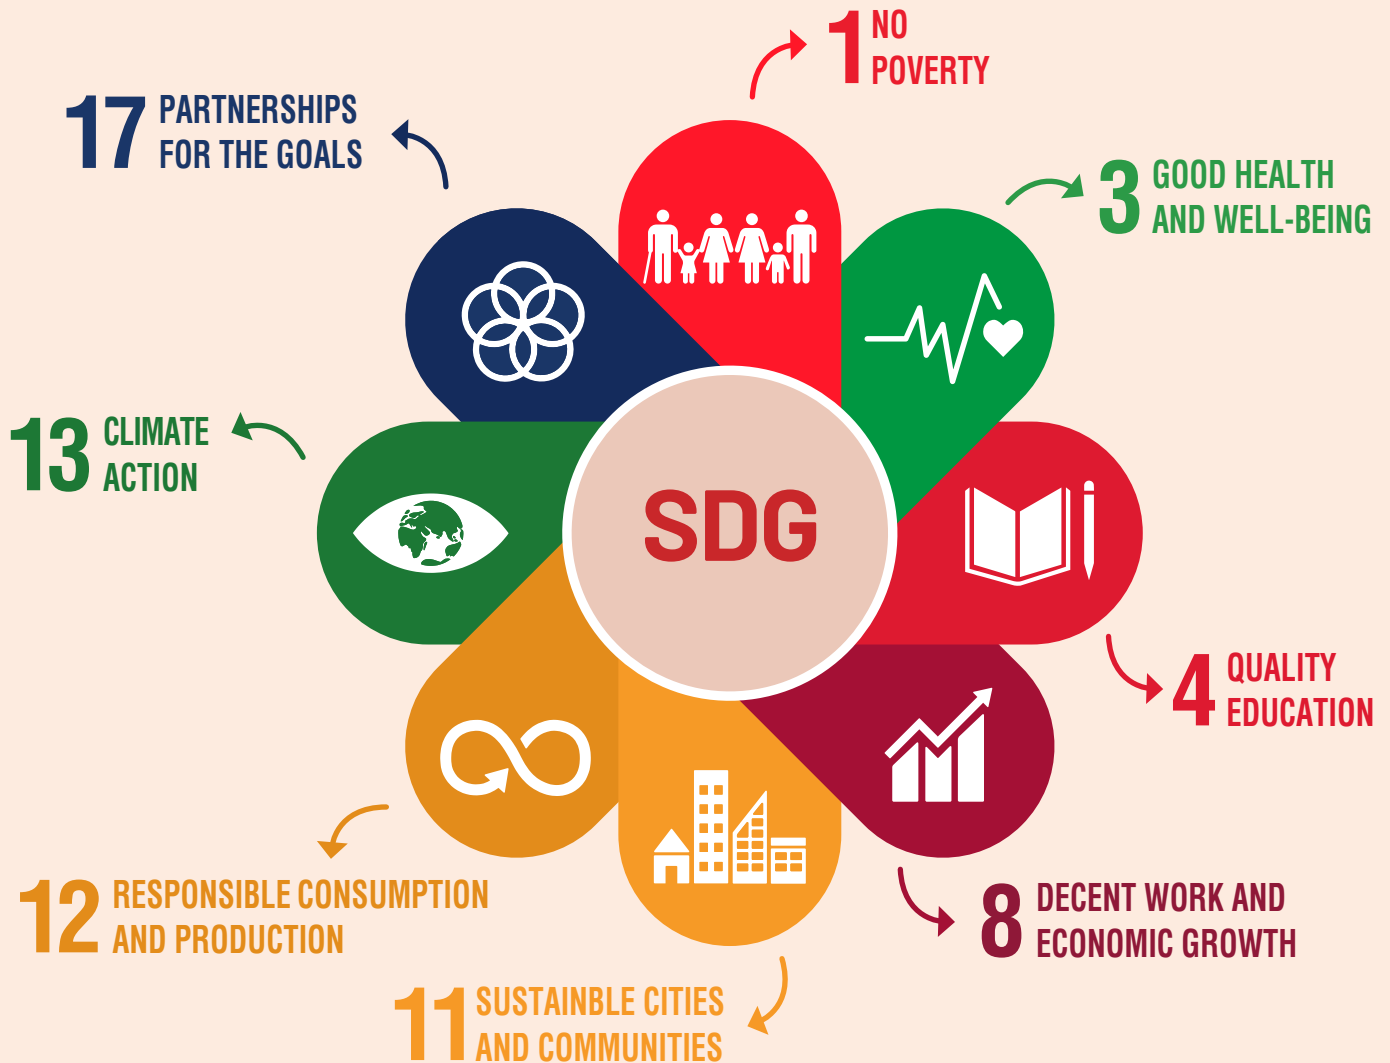 1 NO
POVERTY
17 PARTNERSHIPS
FOR THE GOALS
3 GOOD HEALTH
AND WELL-BEING
13 CLIMATE
ACTION
SDG
4 QUALITY
EDUCATION
12 RESPONSIBLE CONSUMPTION
AND PRODUCTION
8 DECENT WORK AND
ECONOMIC GROWTH
11 SUSTAINBLE CITIES
AND COMMUNITIES